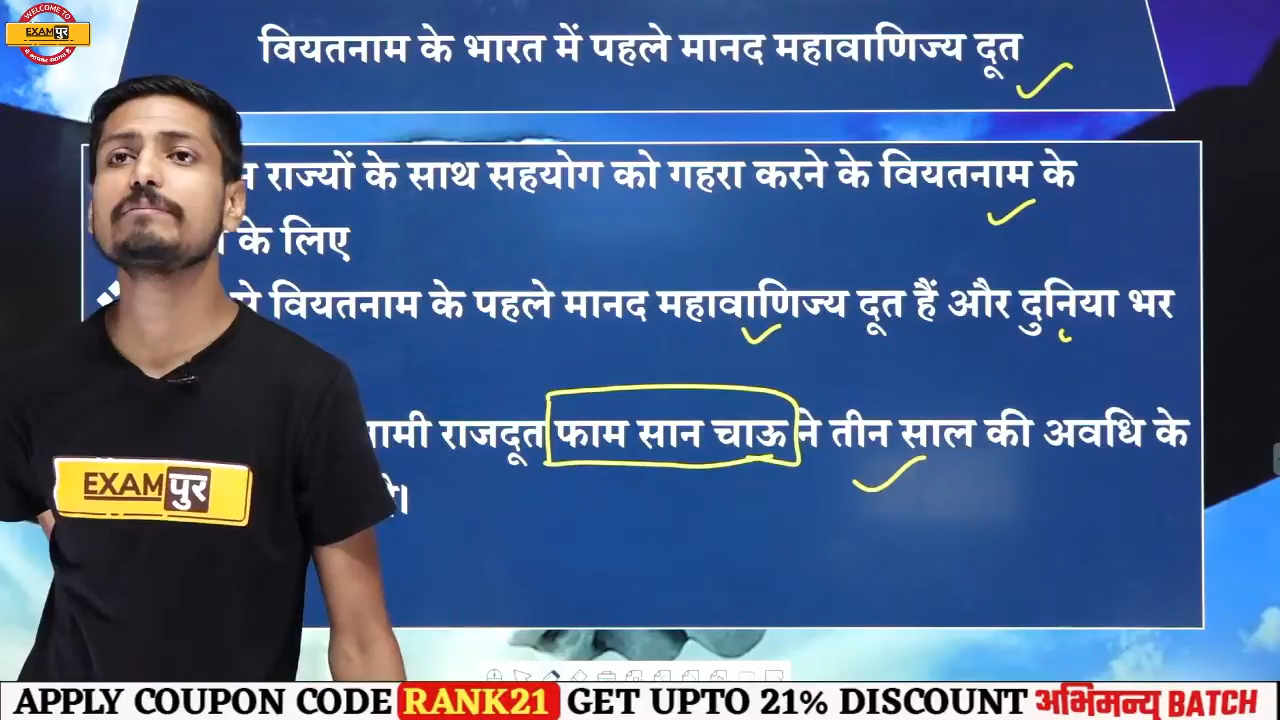 WELCOME TO
EXAMपुर
वियतनाम के भारत में पहले मानद महावाणिज्य दूत
राज्यों के साथ सहयोग को गहरा करने के वियतनाम के
के लिए
वियतनाम के पहले मानद महावाणिज्य दूत हैं और दुनिया भर
राजदूत फाम सान चाऊ ने तीन साल की अवधि के
EXAMपुर
APPLY COUPON CODE RANK21 GET UPTO 21% DISCOUNT अभिमन्यु BATCH